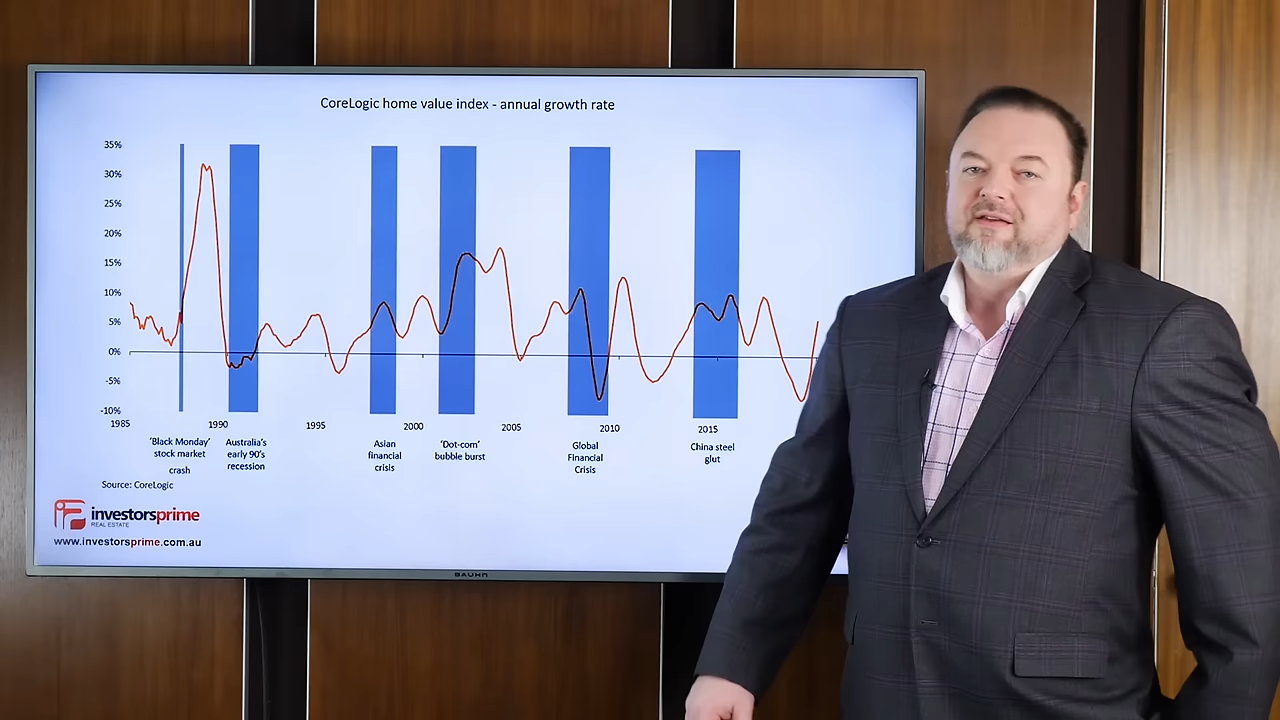 CoreLogic home value index - annual growth rate
35%
30%
25%
20%
15%
10%
5%
0%
-5%
-10%
1985 1990 1995 2000 2005 2010 2015
'Black Monday'
stock market
crash
Australia's
early 90's
recession
Asian
financial
crisis
'Dot-com'
bubble burst
Global
Financial
Crisis
China steel
glut
Source: CoreLogic
investorsprime
REAL ESTATE
www.investorsprime.com.au
BAUHN